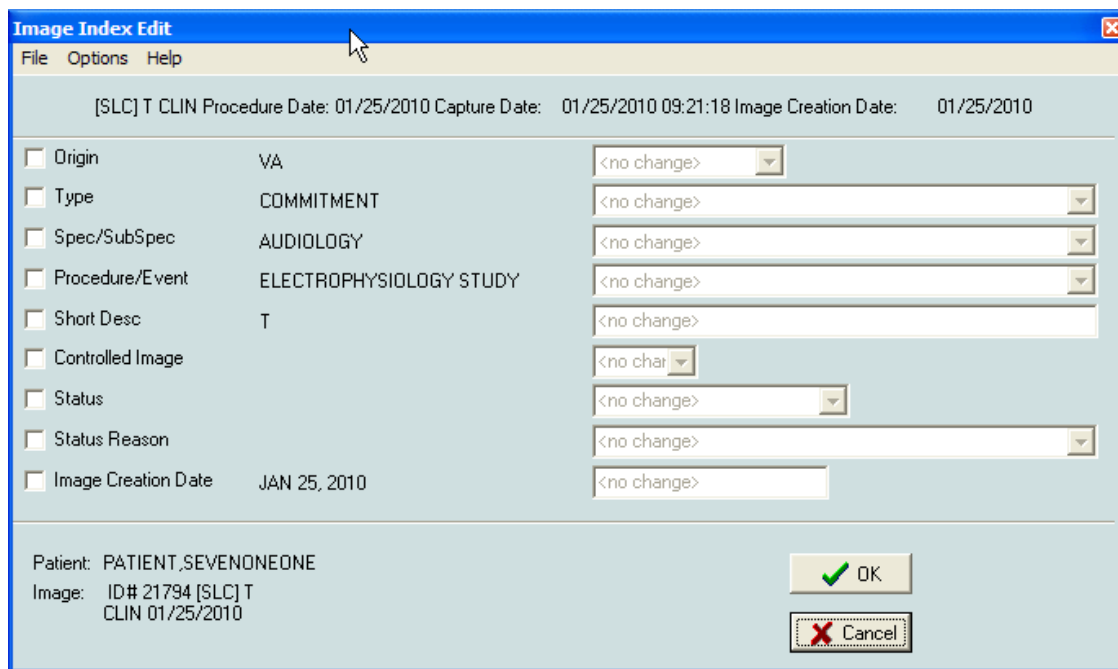 Image Index Edit
File Options Help
[SLC] T CLIN Procedure Date: 01/25/2010 Capture Date: 01/25/2010 09:21:18 Image Creation Date: 01/25/2010
Origin VA <no change>
Type COMMITMENT <no change>
Spec/SubSpec AUDIOLOGY <no change>
Procedure/Event ELECTROPHYSIOLOGY STUDY <no change>
Short Desc T <no change>
Controlled Image <no char
Status <no change>
Status Reason <no change>
Image Creation Date JAN 25, 2010 <no change>
Patient: PATIENT,SEVENONEONE
Image: ID# 21794 [SLC] T
CLIN 01/25/2010
OK
Cancel